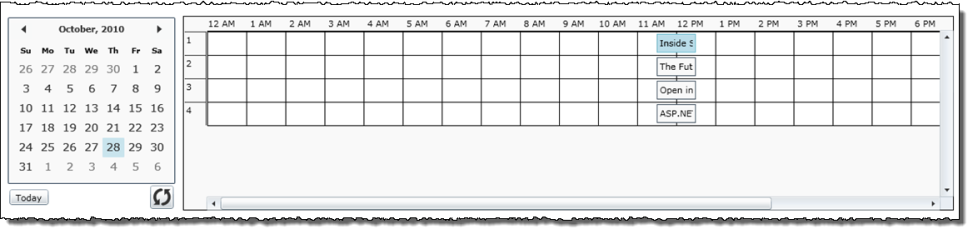 October, 2010
Su Mo Tu We Th Fr Sa
26 27 28 29 30 1 2
3 4 5 6 7 8 9
10 11 12 13 14 15 16
17 18 19 20 21 22 23
24 25 26 27 28 29 30
31 1 2 3 4 5 6
Today
12 AM 1 AM 2 AM 3 AM 4 AM 5 AM 6 AM 7 AM 8 AM 9 AM 10 AM 11 AM 12 PM 1 PM 2 PM 3 PM 4 PM 5 PM 6 PM
1 Inside S
2 The Fut
3 Open in
4 ASP.NE